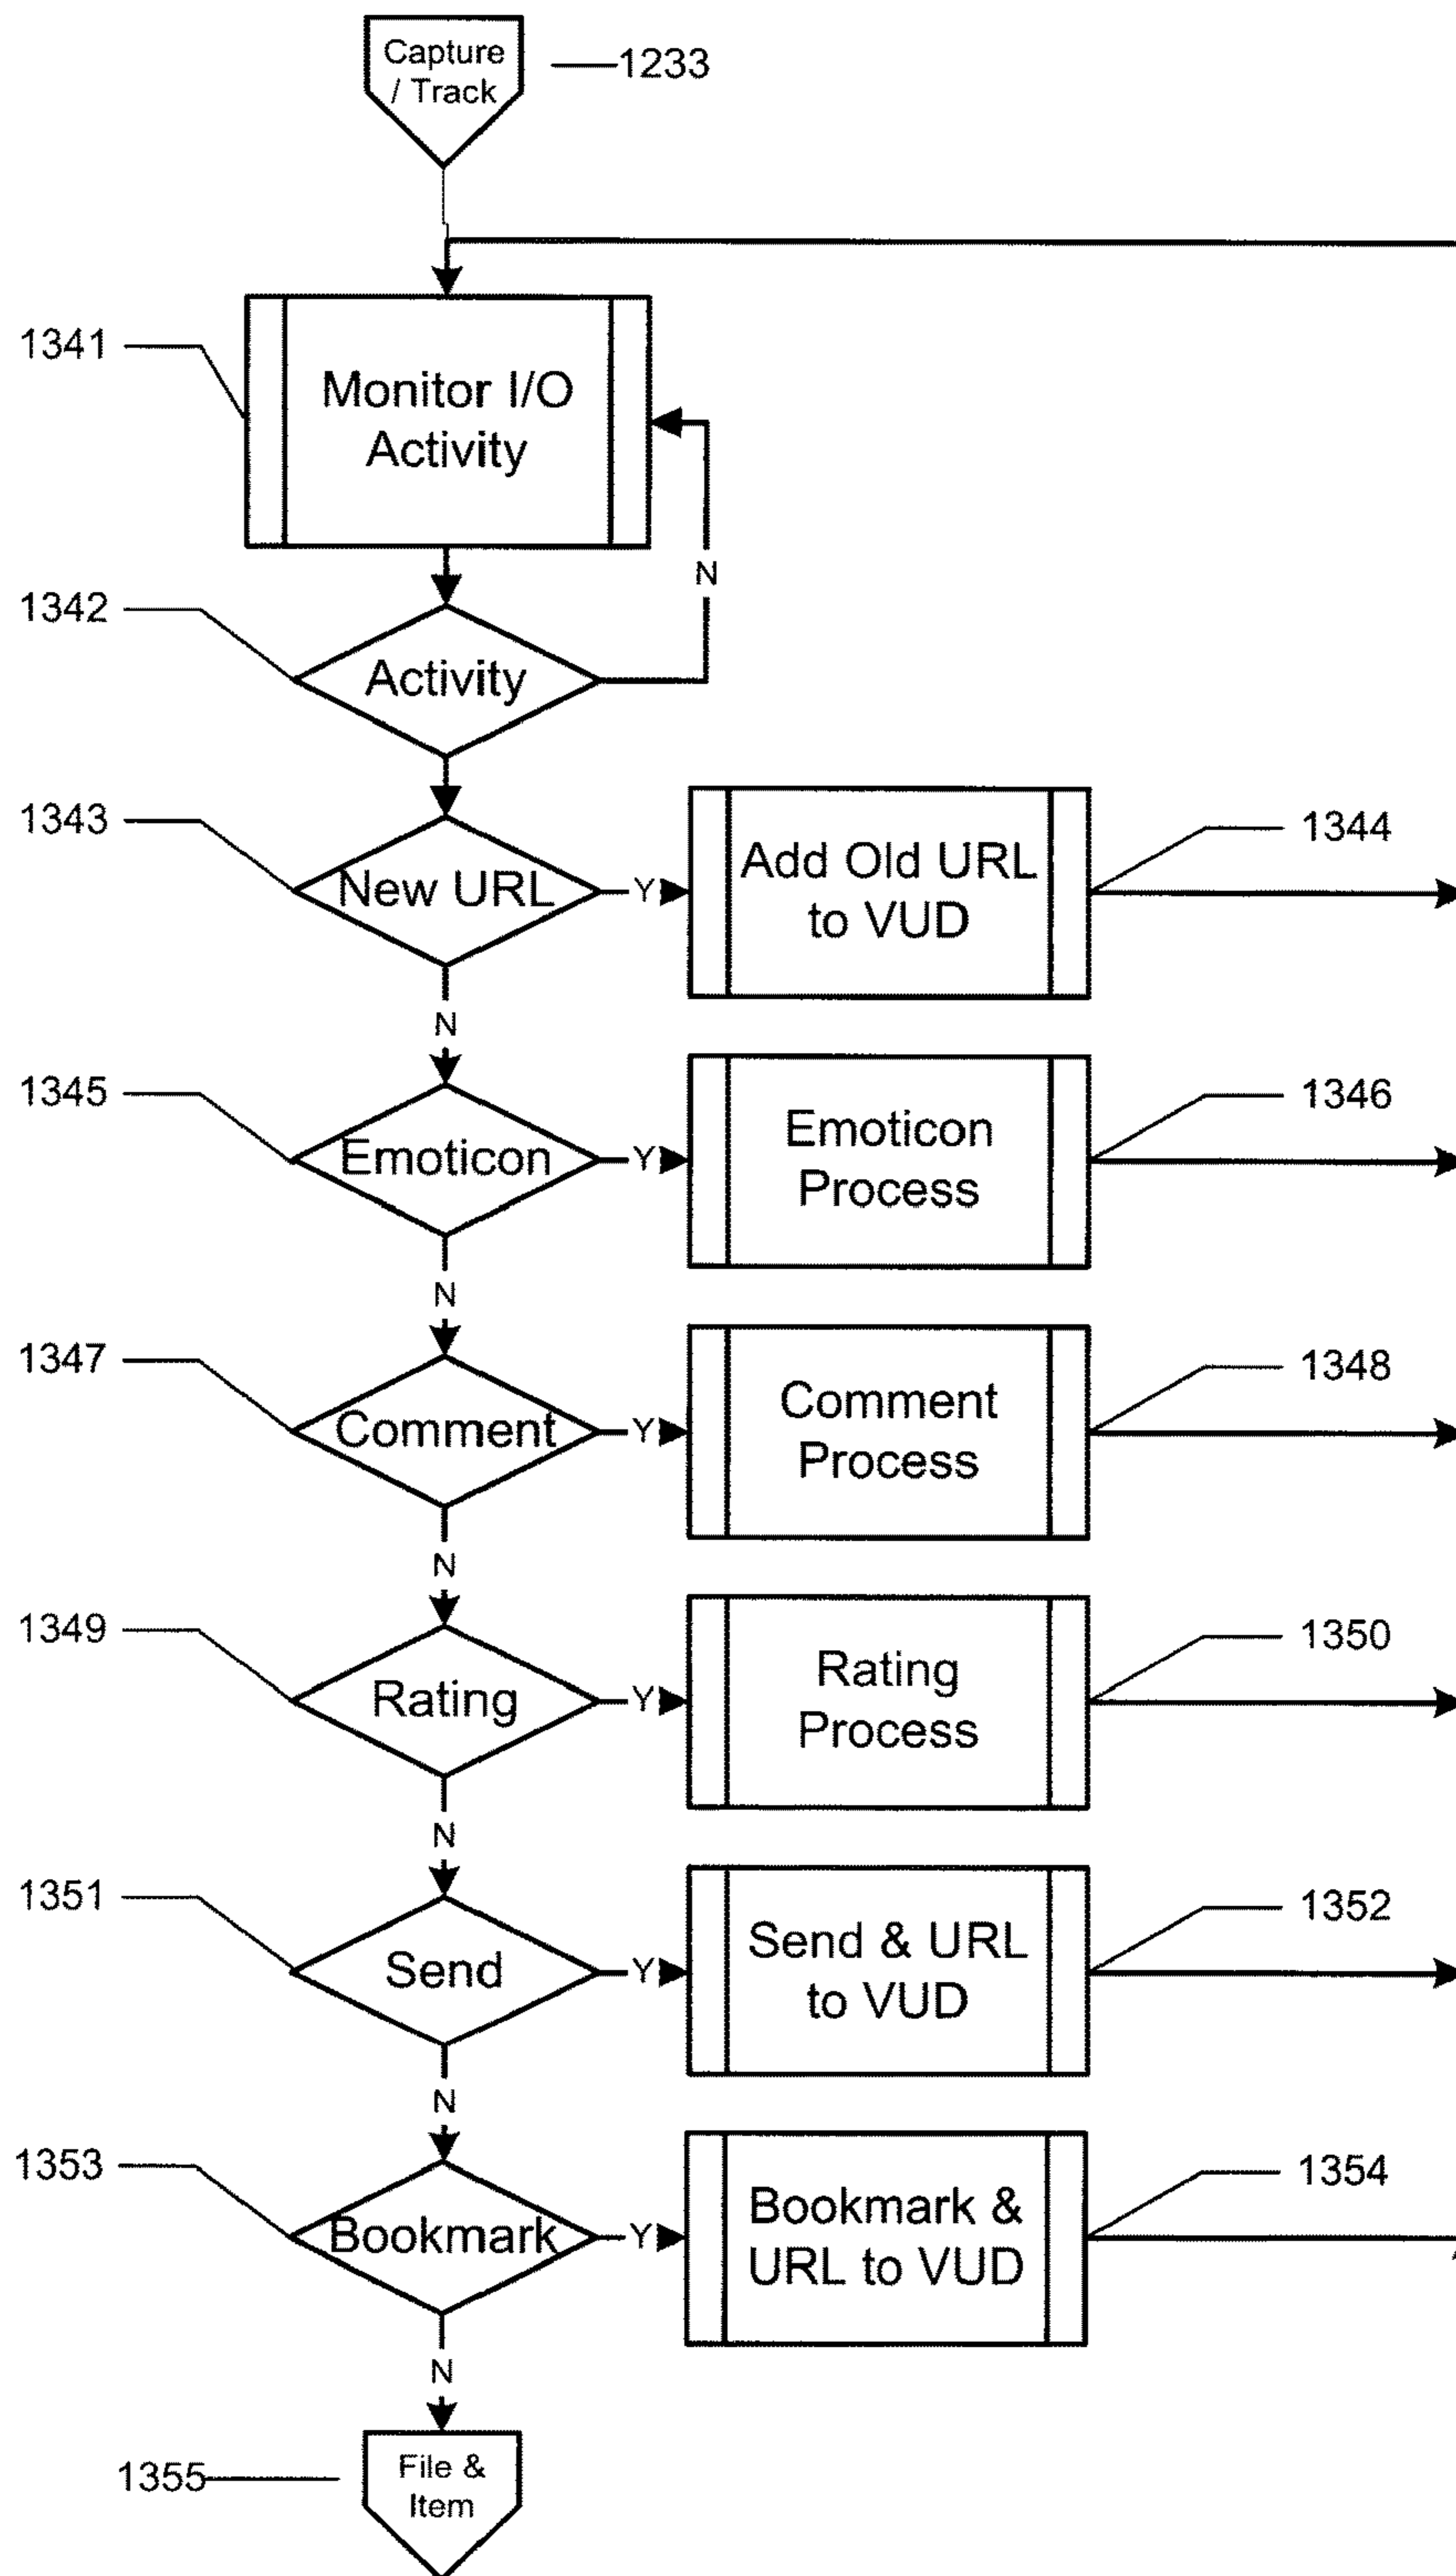 Capture
/ Track
1233
1341
Monitor I/O
Activity
N
1342
Activity
1343
New URL
Y
Add Old URL
to VUD
1344
N
1345
Emoticon
Y
Emoticon
Process
1346
N
1347
Comment
Y
Comment
Process
1348
N
1349
Rating
Y
Rating
Process
1350
N
1351
Send
Y
Send & URL
to VUD
1352
N
1353
Bookmark
Y
Bookmark &
URL to VUD
1354
N
1355
File &
Item